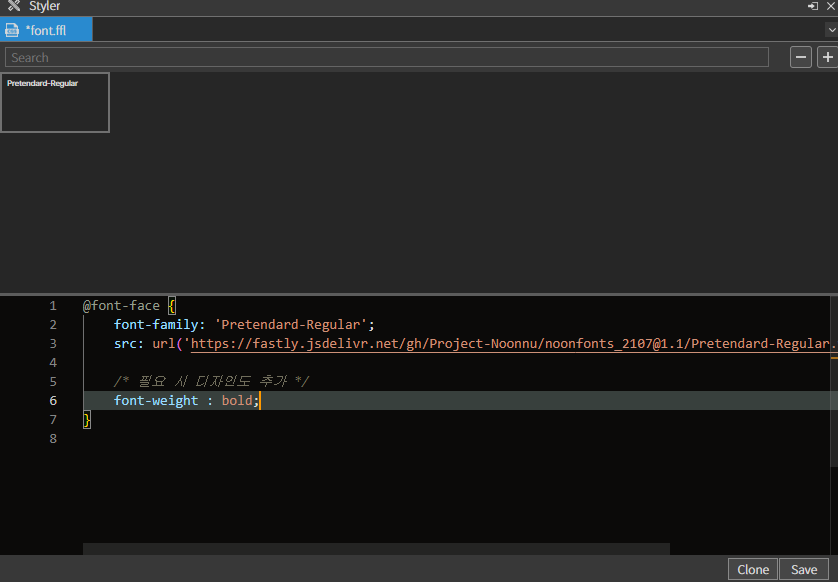 Styler
*font.ffl
Search
Pretendard-Regular
1 @font-face {
2 font-family: 'Pretendard-Regular';
3 src: url('https://fastly.jsdelivr.net/gh/Project-Noonnu/noonfonts_2107@1.1/Pretendard-Regular.
4
5 /* 필요 시 디자인도 추가 */
6 font-weight : bold;
7 }
8
Clone Save